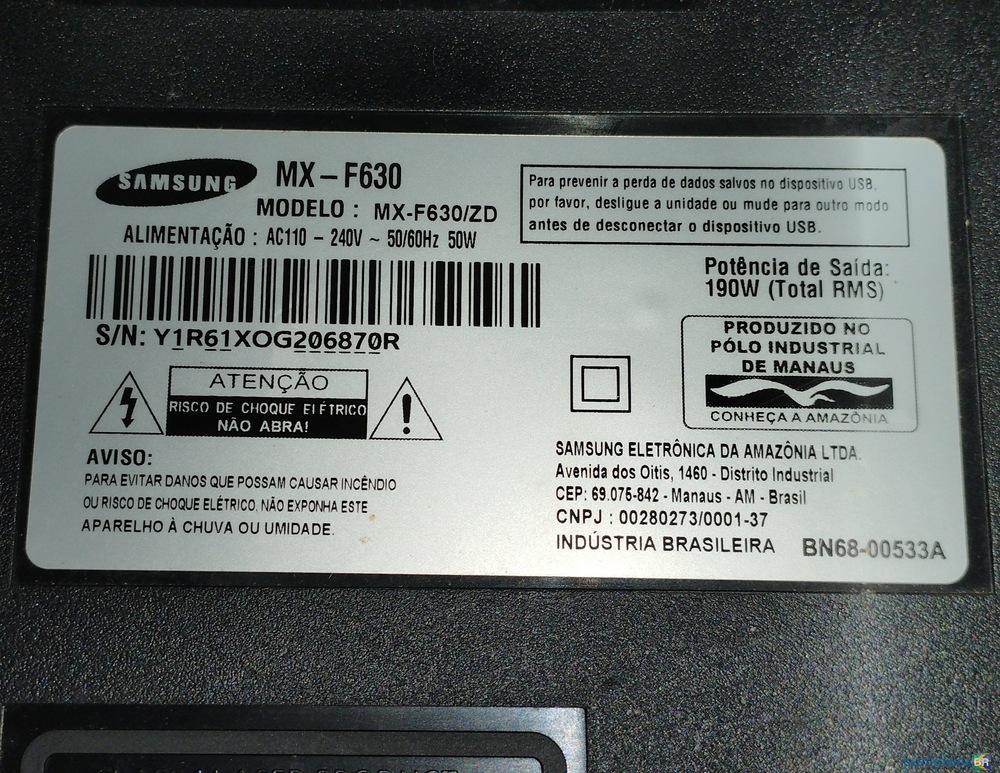 SAMSUNG
MX-F630
MODELO : MX-F630/ZD
ALIMENTAÇÃO : AC110 - 240V ~ 50/60Hz 50W
Para prevenir a perda de dados salvos no dispositivo USB,
por favor, desligue a unidade ou mude para outro modo
antes de desconectar o dispositivo USB.
S/N: Y1R61XOG206870R
Potência de Saída:
190W (Total RMS)
ATENÇÃO
RISCO DE CHOQUE ELÉTRICO
NÃO ABRA!
PRODUZIDO NO
PÓLO INDUSTRIAL
DE MANAUS
CONHEÇA A AMAZÔNIA
AVISO:
PARA EVITAR DANOS QUE POSSAM CAUSAR INCÊNDIO
OU RISCO DE CHOQUE ELÉTRICO, NÃO EXPONHA ESTE
APARELHO À CHUVA OU UMIDADE.
SAMSUNG ELETRÔNICA DA AMAZÔNIA LTDA.
Avenida dos Oitis, 1460 - Distrito Industrial
CEP: 69.075-842 - Manaus - AM - Brasil
CNPJ : 00280273/0001-37
INDÚSTRIA BRASILEIRA
BN68-00533A
BR